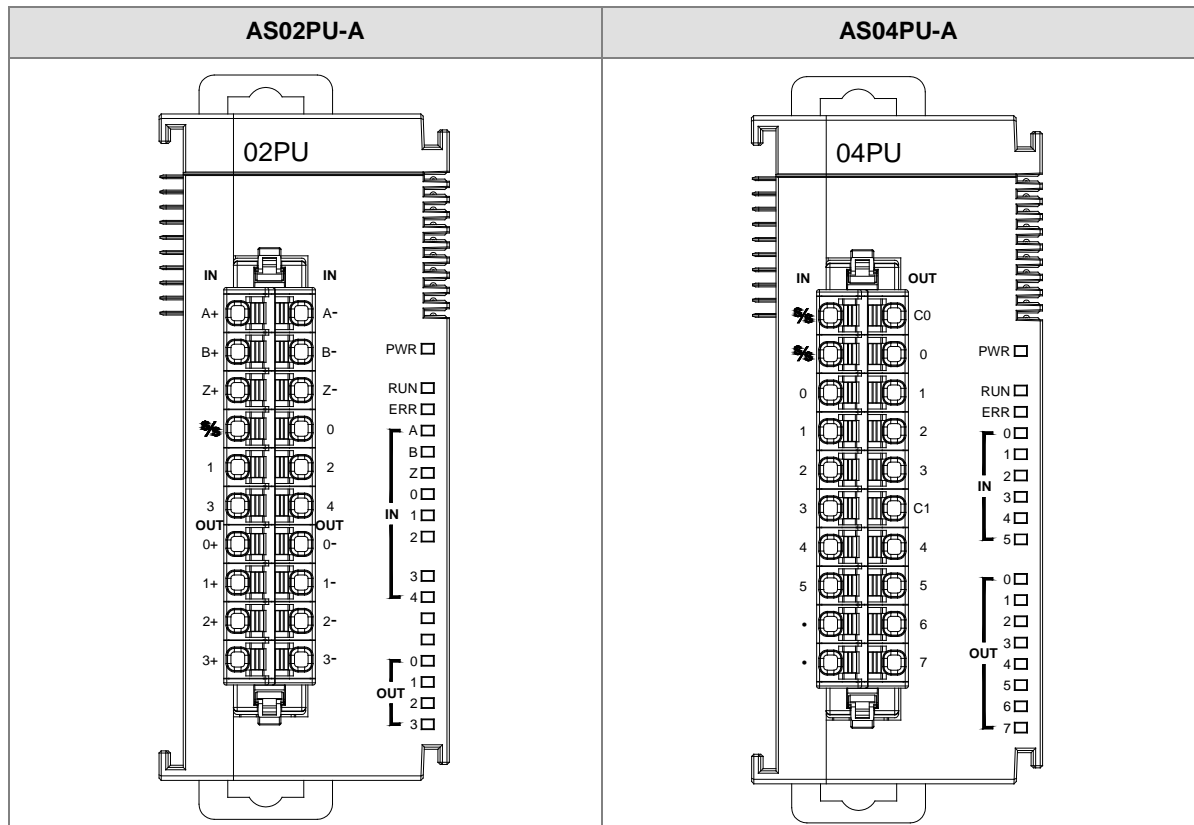 AS02PU-A
AS04PU-A
02PU
IN IN
A+ A-
B+ B-
Z+ Z-
S/S 0
1 2
3 4
OUT OUT
0+ 0-
1+ 1-
2+ 2-
3+ 3-
PWR
RUN
ERR
IN
A
B
Z
0
1
2
3
4
OUT
0
1
2
3
04PU
IN OUT
S/S C0
S/S 0
0 1
1 2
2 3
3 C1
4 4
5 5
• 6
• 7
PWR
RUN
ERR
IN
0
1
2
3
4
5
OUT
0
1
2
3
4
5
6
7